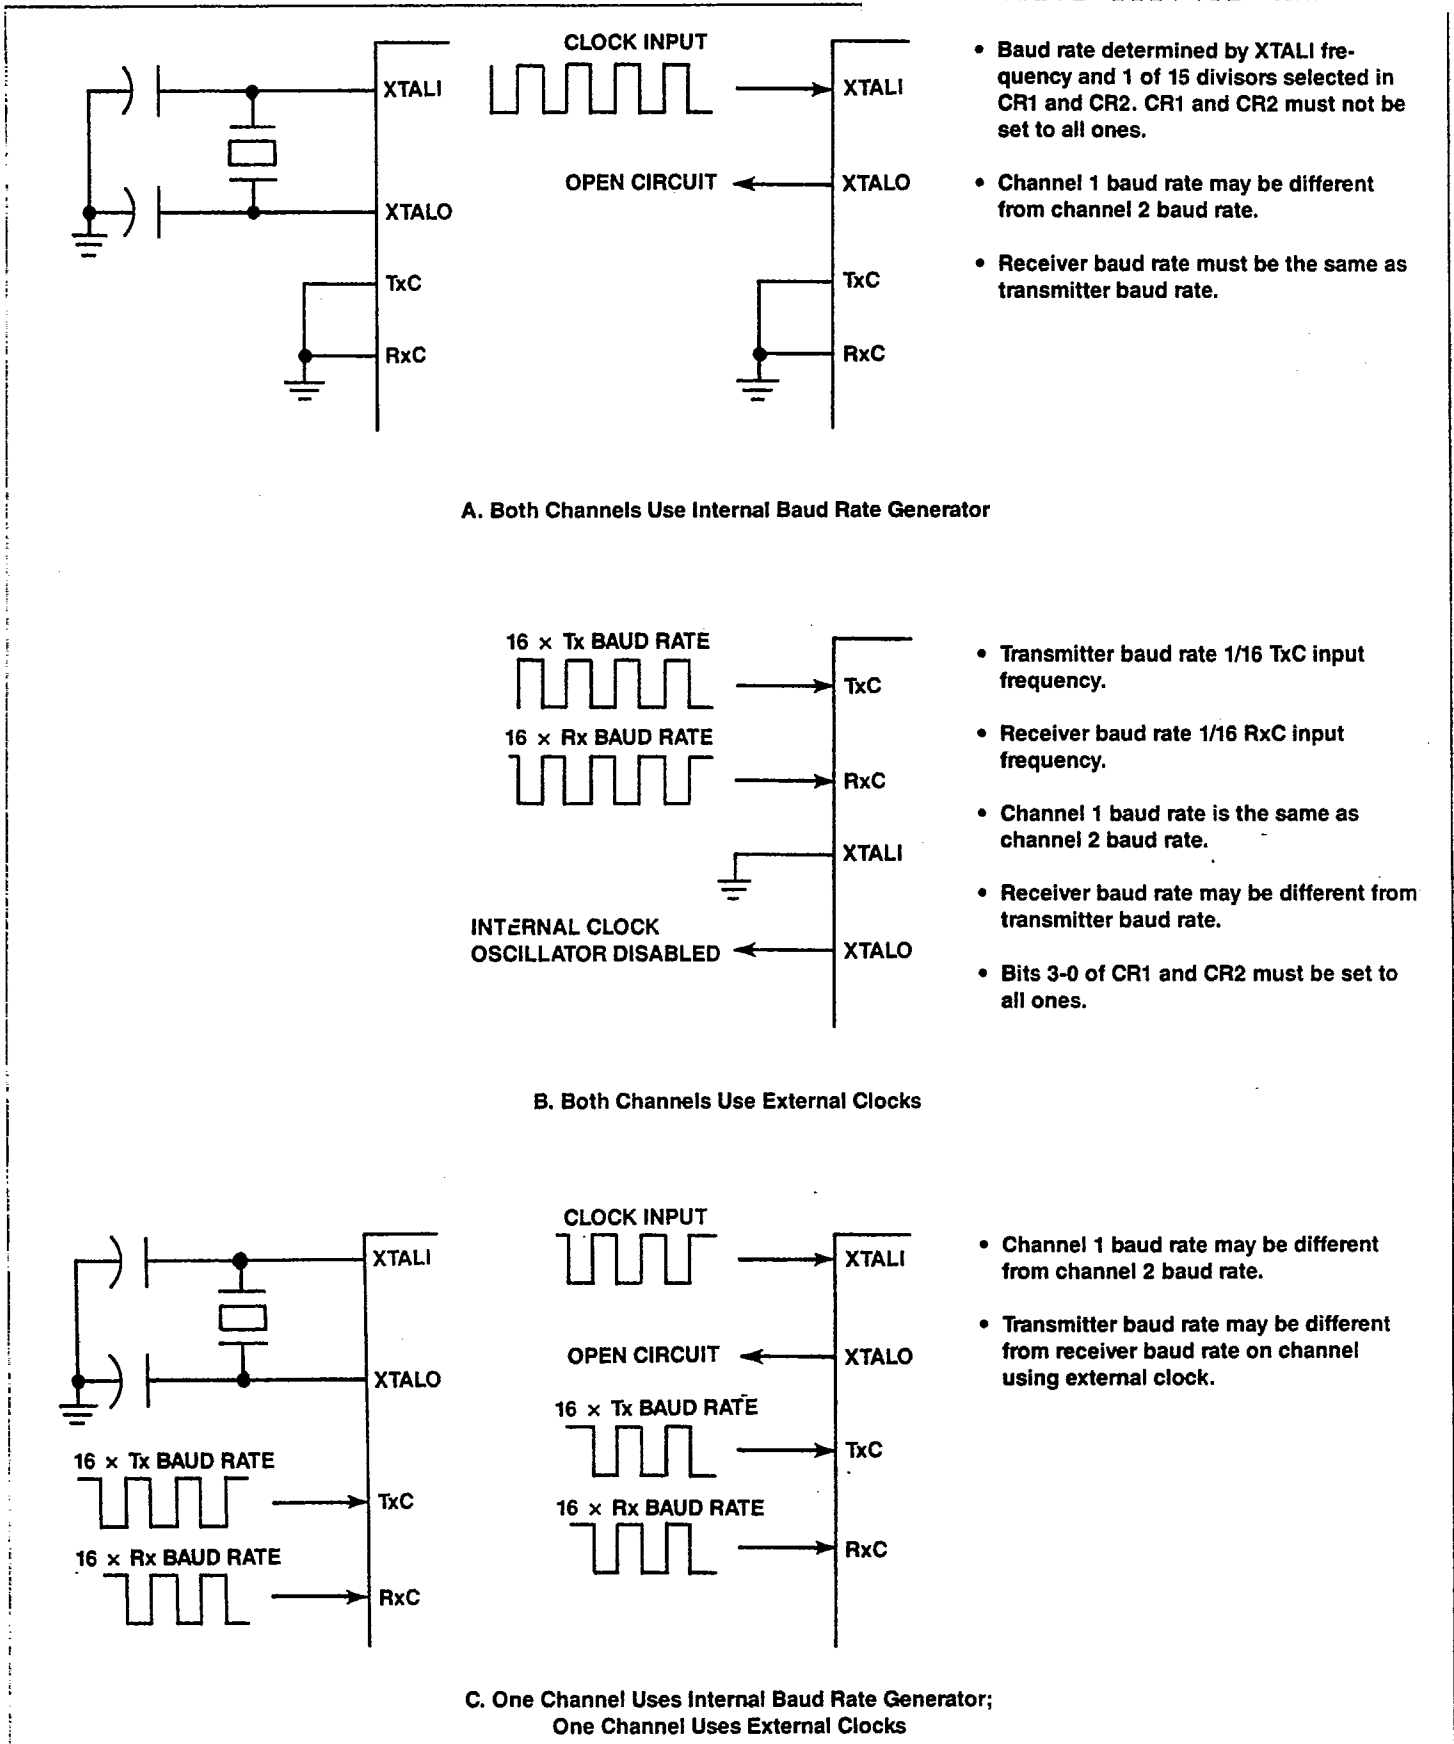 CLOCK INPUT
XTALI
XTALI
OPEN CIRCUIT
XTALO
XTALO
TxC
TxC
RxC
RxC
• Baud rate determined by XTALI fre-
quency and 1 of 15 divisors selected in
CR1 and CR2. CR1 and CR2 must not be
set to all ones.
• Channel 1 baud rate may be different
from channel 2 baud rate.
• Receiver baud rate must be the same as
transmitter baud rate.
A. Both Channels Use Internal Baud Rate Generator
16 × Tx BAUD RATE
TxC
16 × Rx BAUD RATE
RxC
XTALI
INTERNAL CLOCK
OSCILLATOR DISABLED
XTALO
• Transmitter baud rate 1/16 TxC input
frequency.
• Receiver baud rate 1/16 RxC input
frequency.
• Channel 1 baud rate is the same as
channel 2 baud rate.
• Receiver baud rate may be different from
transmitter baud rate.
• Bits 3-0 of CR1 and CR2 must be set to
all ones.
B. Both Channels Use External Clocks
XTALI
XTALO
16 × Tx BAUD RATE
TxC
16 × Rx BAUD RATE
RxC
CLOCK INPUT
XTALI
OPEN CIRCUIT
XTALO
16 × Tx BAUD RATE
TxC
16 × Rx BAUD RATE
RxC
• Channel 1 baud rate may be different
from channel 2 baud rate.
• Transmitter baud rate may be different
from receiver baud rate on channel
using external clock.
C. One Channel Uses Internal Baud Rate Generator;
One Channel Uses External Clocks